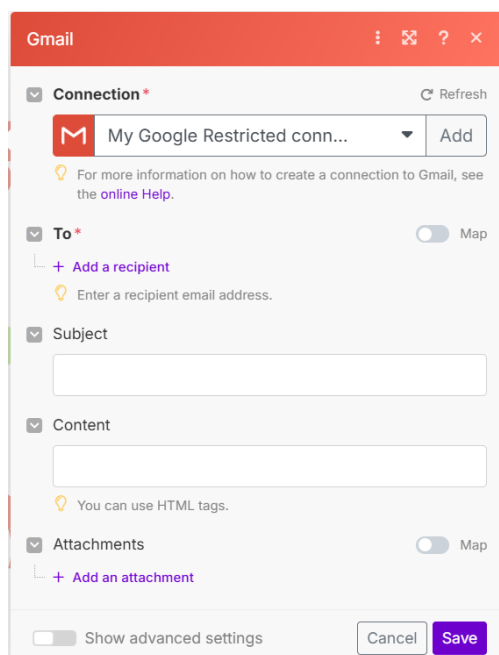 Gmail
Connection *
Refresh
My Google Restricted conn...
Add
For more information on how to create a connection to Gmail, see
the online Help.
To *
Map
+ Add a recipient
Enter a recipient email address.
Subject
Content
You can use HTML tags.
Attachments
Map
+ Add an attachment
Show advanced settings
Cancel
Save